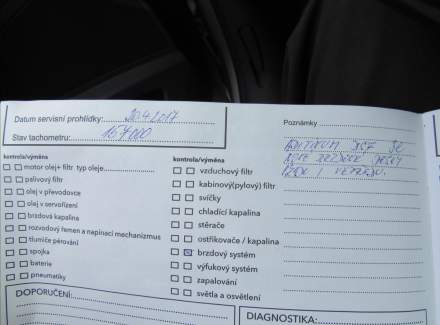 Datum servisní prohlídky: 20.4.2017
Stav tachometru: 167000
Poznámky
kontrola/výměna
motor olej+ filtr typ oleje
palivový filtr
olej v převodovce
olej v servořízení
brzdová kapalina
rozvodový řemen a napínací mechanizmus
tlumiče pérování
spojka
baterie
pneumatiky
kontrola/výměna
vzduchový filtr
kabinový(pylový) filtr
svíčky
chladící kapalina
stěrače
ostřikovače / kapalina
brzdový systém
výfukový systém
zapalování
světla a osvětlení
DOPORUČENÍ:
DIAGNOSTIKA: